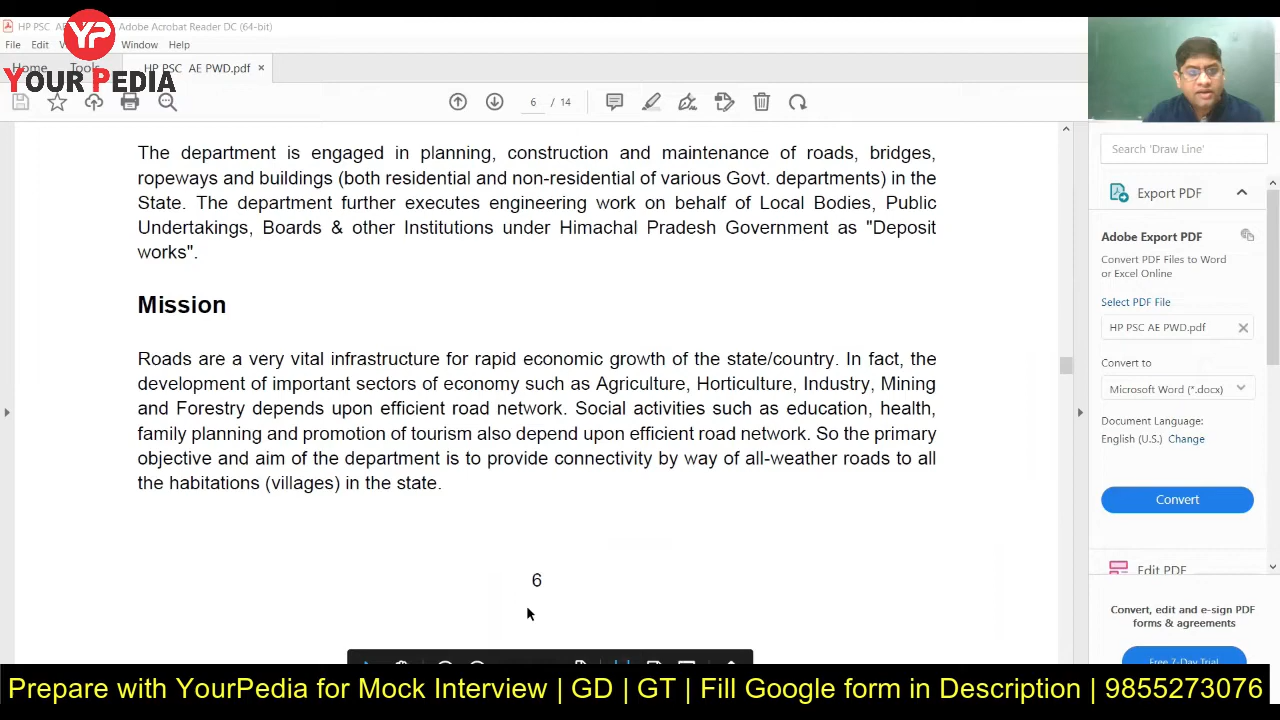 HP PSC AE
Adobe Acrobat Reader DC (64-bit)
File Edit V Window Help
YP
YOUR PEDIA
Home Tools HP PSC AE PWD.pdf ×
6 / 14
The department is engaged in planning, construction and maintenance of roads, bridges,
ropeways and buildings (both residential and non-residential of various Govt. departments) in the
State. The department further executes engineering work on behalf of Local Bodies, Public
Undertakings, Boards & other Institutions under Himachal Pradesh Government as "Deposit
works".
Mission
Roads are a very vital infrastructure for rapid economic growth of the state/country. In fact, the
development of important sectors of economy such as Agriculture, Horticulture, Industry, Mining
and Forestry depends upon efficient road network. Social activities such as education, health,
family planning and promotion of tourism also depend upon efficient road network. So the primary
objective and aim of the department is to provide connectivity by way of all-weather roads to all
the habitations (villages) in the state.
6
Search 'Draw Line'
Export PDF
Adobe Export PDF
Convert PDF Files to Word
or Excel Online
Select PDF File
HP PSC AE PWD.pdf
Convert to
Microsoft Word (*.docx)
Document Language:
English (U.S.) Change
Convert
Edit PDF
Convert, edit and e-sign PDF
forms & agreements
Free 7-Day Trial
Prepare with YourPedia for Mock Interview | GD | GT | Fill Google form in Description | 9855273076